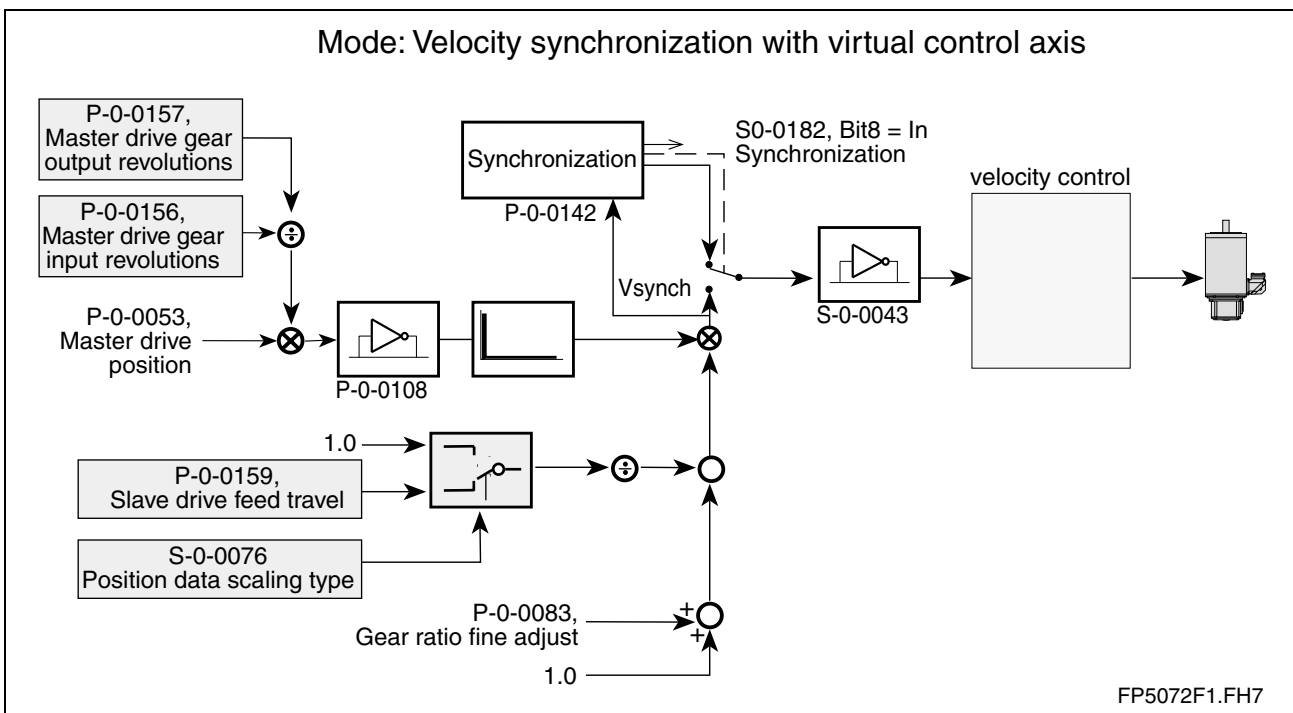 Mode: Velocity synchronization with virtual control axis
P-0-0157,
Master drive gear
output revolutions
P-0-0156,
Master drive gear
input revolutions
÷
P-0-0053,
Master drive
position
P-0-0108
Synchronization
P-0-0142
S0-0182, Bit8 = In
Synchronization
Vsynch
S-0-0043
velocity control
1.0
P-0-0159,
Slave drive feed travel
÷
S-0-0076
Position data scaling type
P-0-0083,
Gear ratio fine adjust
+
+
1.0
FP5072F1.FH7